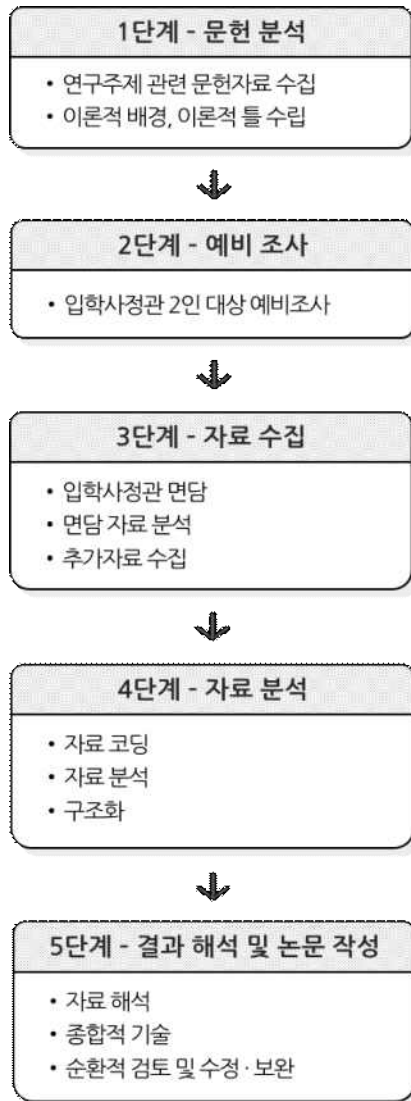 1단계 - 문헌 분석
• 연구주제 관련 문헌자료 수집
• 이론적 배경, 이론적 틀 수립
2단계 - 예비 조사
• 입학사정관 2인 대상 예비조사
3단계 - 자료 수집
• 입학사정관 면담
• 면담 자료 분석
• 추가자료 수집
4단계 - 자료 분석
• 자료 코딩
• 자료 분석
• 구조화
5단계 - 결과 해석 및 논문 작성
• 자료 해석
• 종합적 기술
• 순환적 검토 및 수정 · 보완